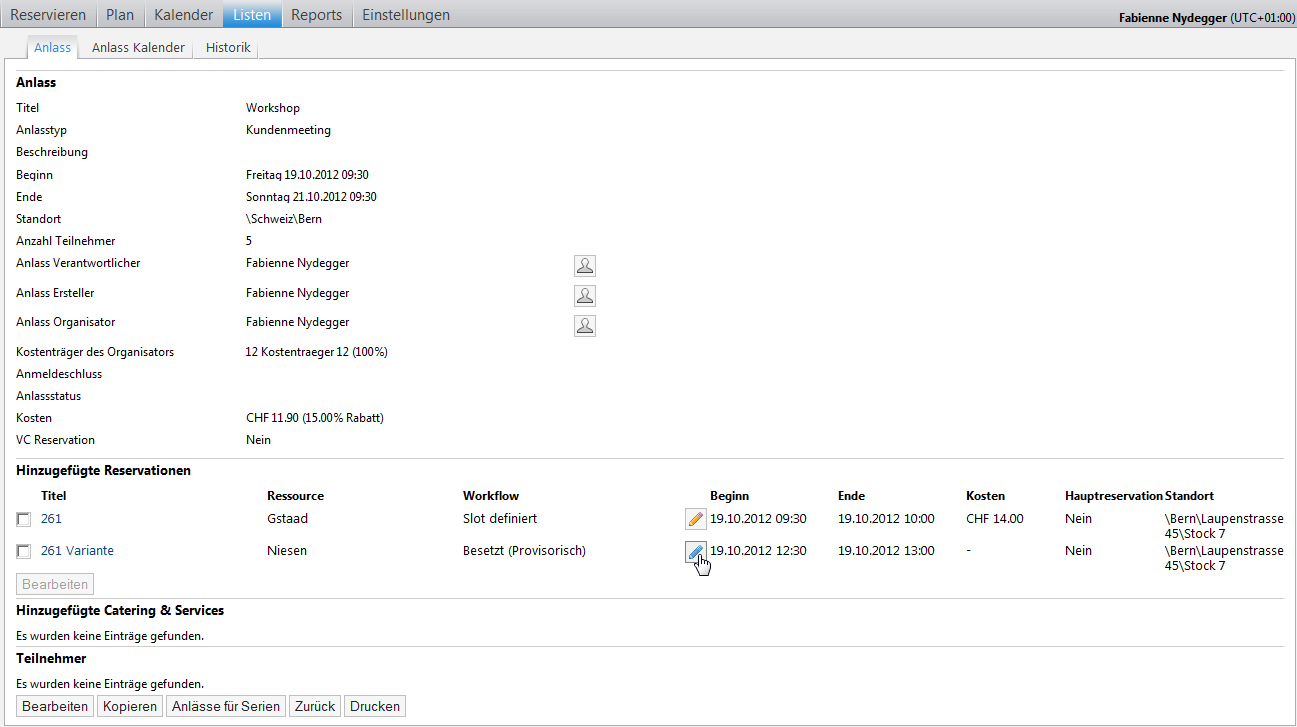 Reservieren Plan Kalender Listen Reports Einstellungen Fabienne Nydegger (UTC+01:00)
Anlass Anlass Kalender Historik
Anlass
Titel Workshop
Anlasstyp Kundenmeeting
Beschreibung
Beginn Freitag 19.10.2012 09:30
Ende Sonntag 21.10.2012 09:30
Standort \Schweiz\Bern
Anzahl Teilnehmer 5
Anlass Verantwortlicher Fabienne Nydegger
Anlass Ersteller Fabienne Nydegger
Anlass Organisator Fabienne Nydegger
Kostenträger des Organisators 12 Kostentraeger 12 (100%)
Anmeldeschluss
Anlassstatus
Kosten CHF 11.90 (15.00% Rabatt)
VC Reservation Nein
Hinzugefügte Reservationen
Titel Ressource Workflow Beginn Ende Kosten Hauptreservation Standort
261 Gstaad Slot definiert 19.10.2012 09:30 19.10.2012 10:00 CHF 14.00 Nein \Bern\Laupenstrasse
45\Stock 7
261 Variante Niesen Besetzt (Provisorisch) 19.10.2012 12:30 19.10.2012 13:00 - Nein \Bern\Laupenstrasse
45\Stock 7
Bearbeiten
Hinzugefügte Catering & Services
Es wurden keine Einträge gefunden.
Teilnehmer
Es wurden keine Einträge gefunden.
Bearbeiten Kopieren Anlässe für Serien Zurück Drucken